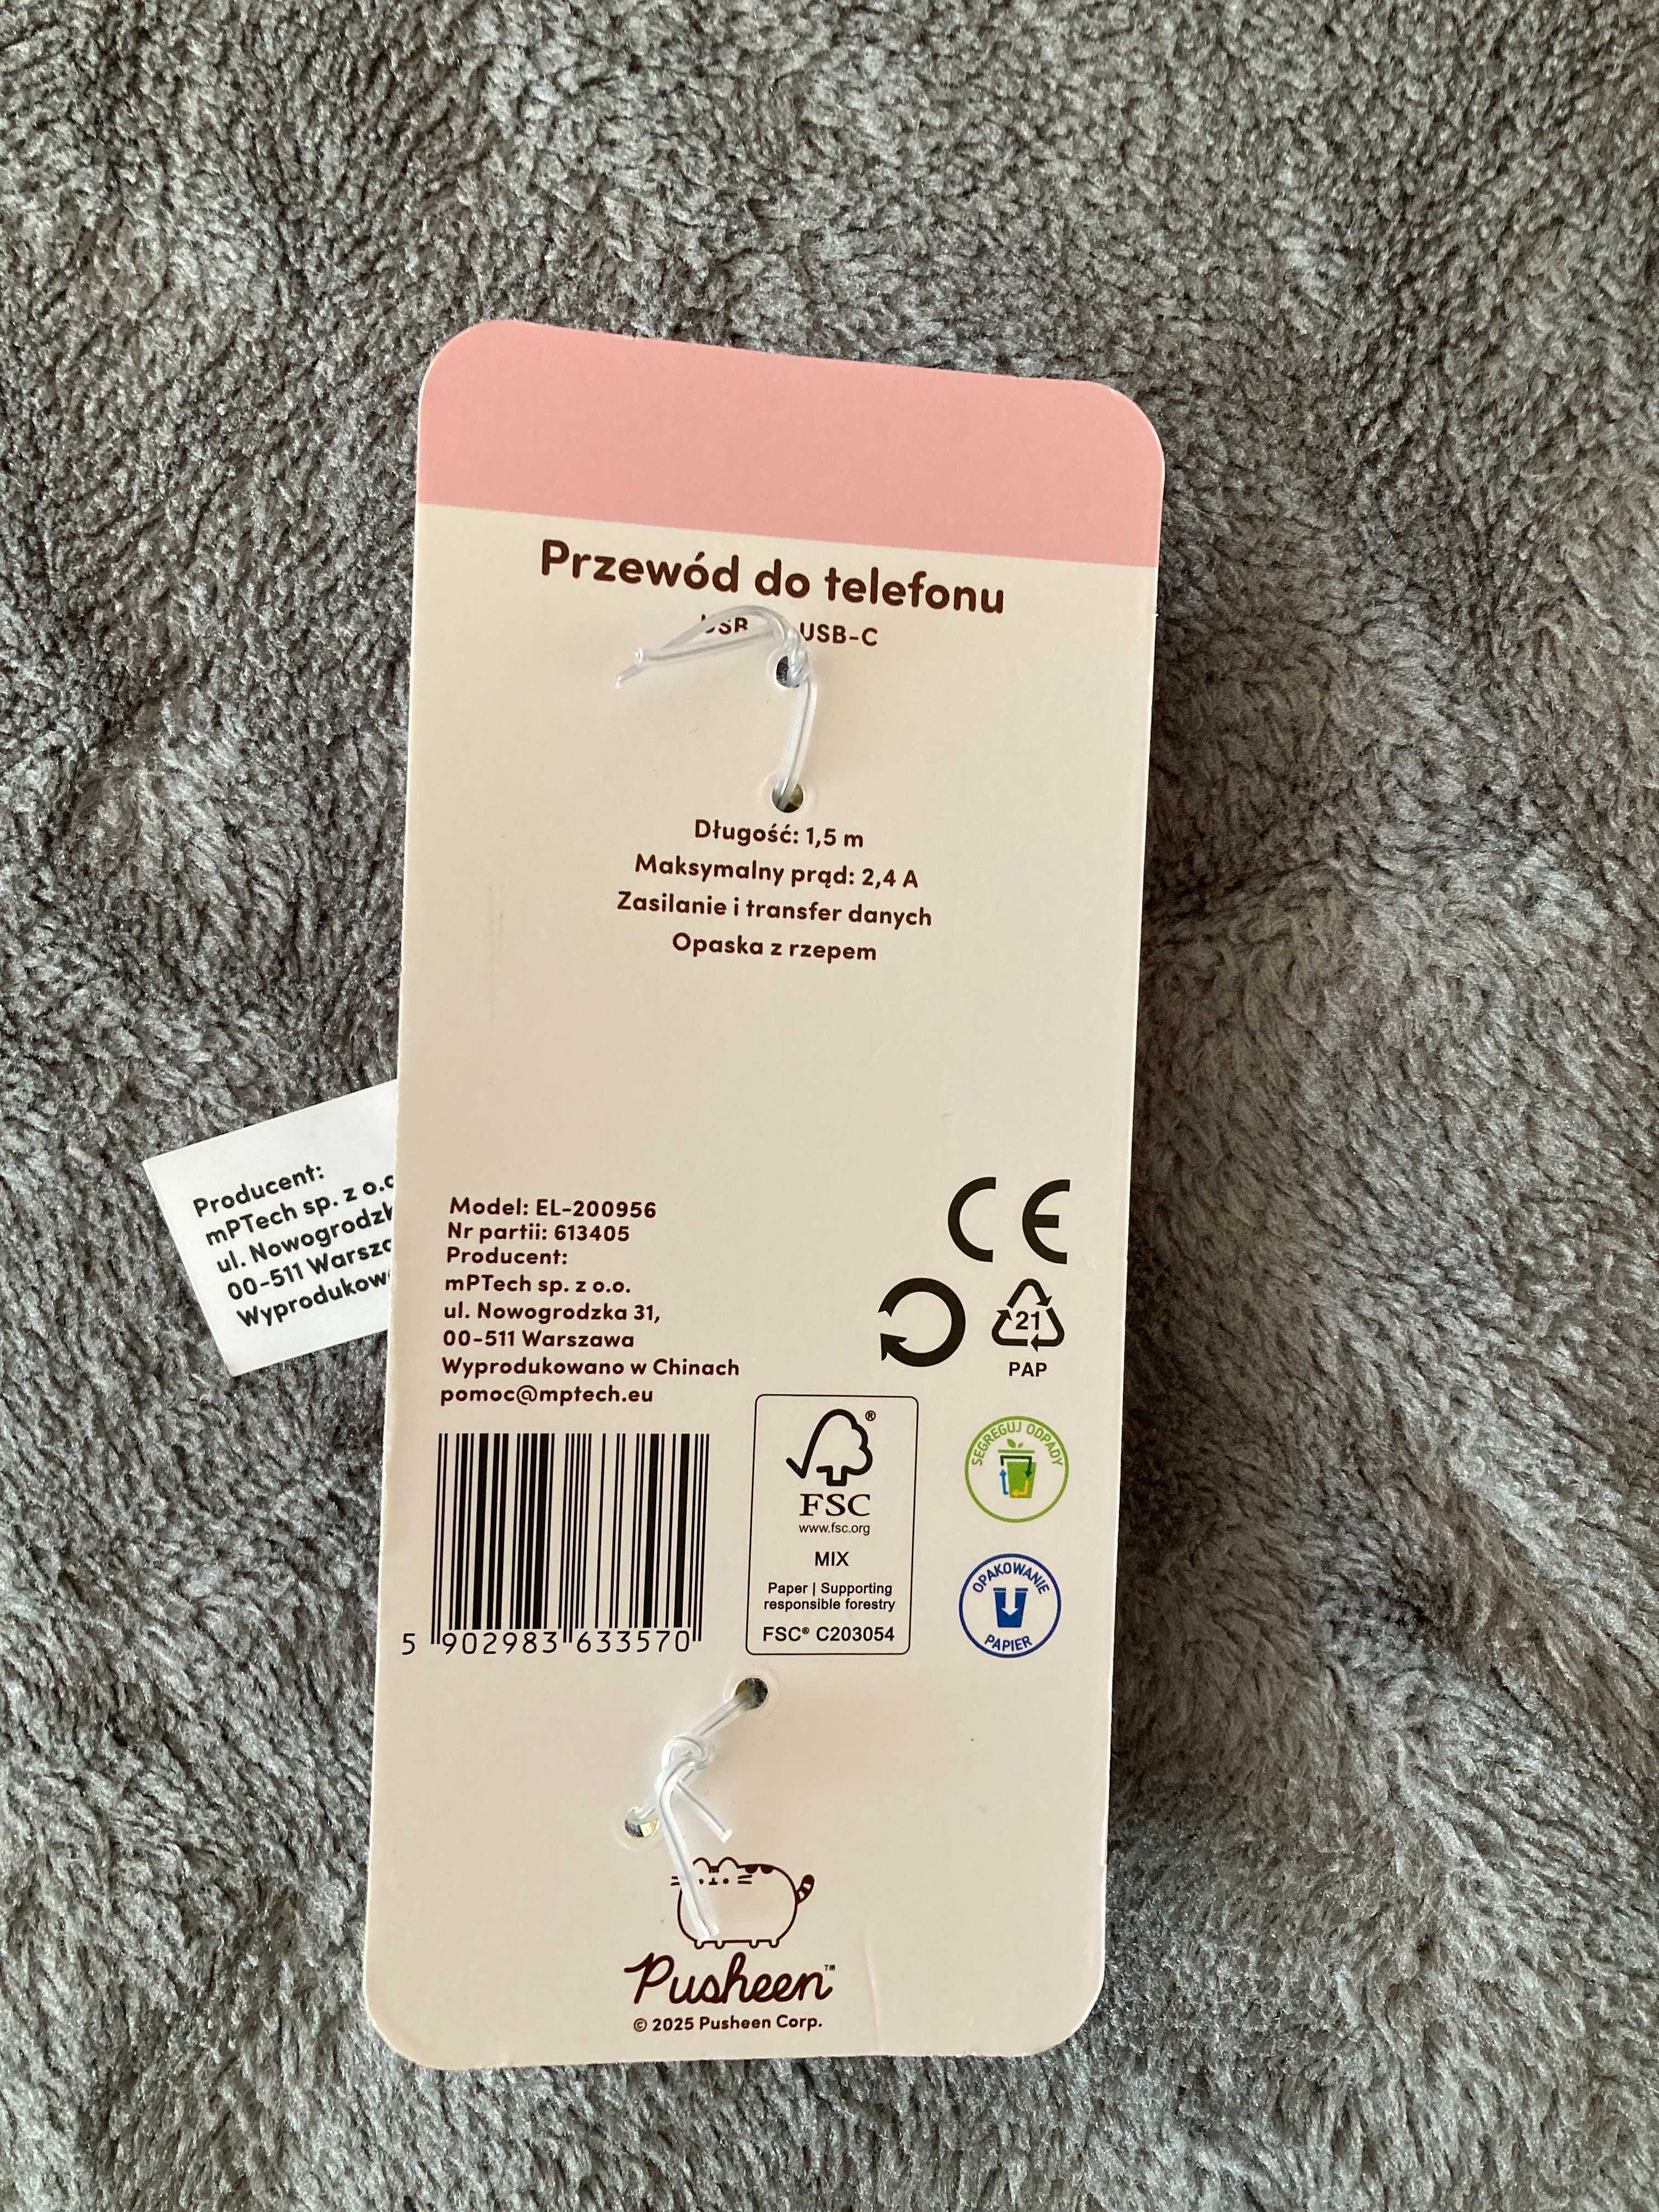 Przewód do telefonu
USB USB-C
Długość: 1,5 m
Maksymalny prąd: 2,4 A
Zasilanie i transfer danych
Opaska z rzepem
Producent:
mPTech sp. z o.o
ul. Nowogrodzk
00-511 Warsza
Wyprodukow
Model: EL-200956
Nr partii: 613405
Producent:
mPTech sp. z o.o.
ul. Nowogrodzka 31,
00-511 Warszawa
Wyprodukowano w Chinach
pomoc@mptech.eu
5 902983 633570
CE
21
PAP
FSC®
www.fsc.org
MIX
Paper | Supporting
responsible forestry
FSC® C203054
SEGREGUJ ODPADY
OPAKOWANIE
PAPIER
Pusheen™
© 2025 Pusheen Corp.